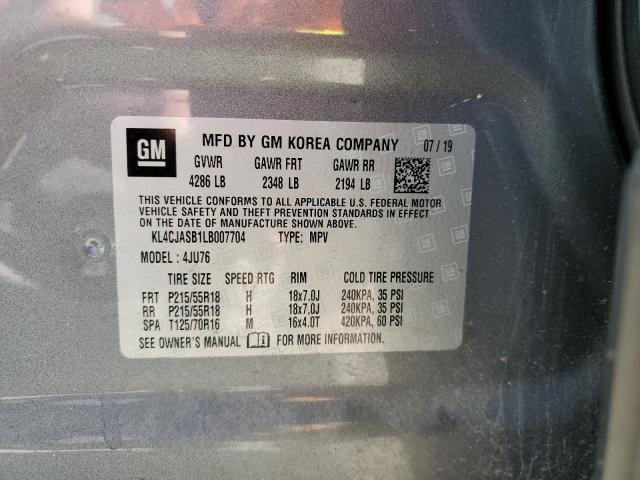 GM
MFD BY GM KOREA COMPANY 07 / 19
GVWR GAWR FRT GAWR RR
4286 LB 2348 LB 2194 LB
THIS VEHICLE CONFORMS TO ALL APPLICABLE U.S. FEDERAL MOTOR
VEHICLE SAFETY AND THEFT PREVENTION STANDARDS IN EFFECT
ON THE DATE OF MANUFACTURE SHOWN ABOVE.
KL4CJASB1LB007704 TYPE: MPV
MODEL : 4JU76
TIRE SIZE SPEED RTG RIM COLD TIRE PRESSURE
FRT P215/55R18 H 18x7.0J 240KPA, 35 PSI
RR P215/55R18 H 18x7.0J 240KPA, 35 PSI
SPA T125/70R16 M 16x4.0T 420KPA, 60 PSI
SEE OWNER'S MANUAL FOR MORE INFORMATION.